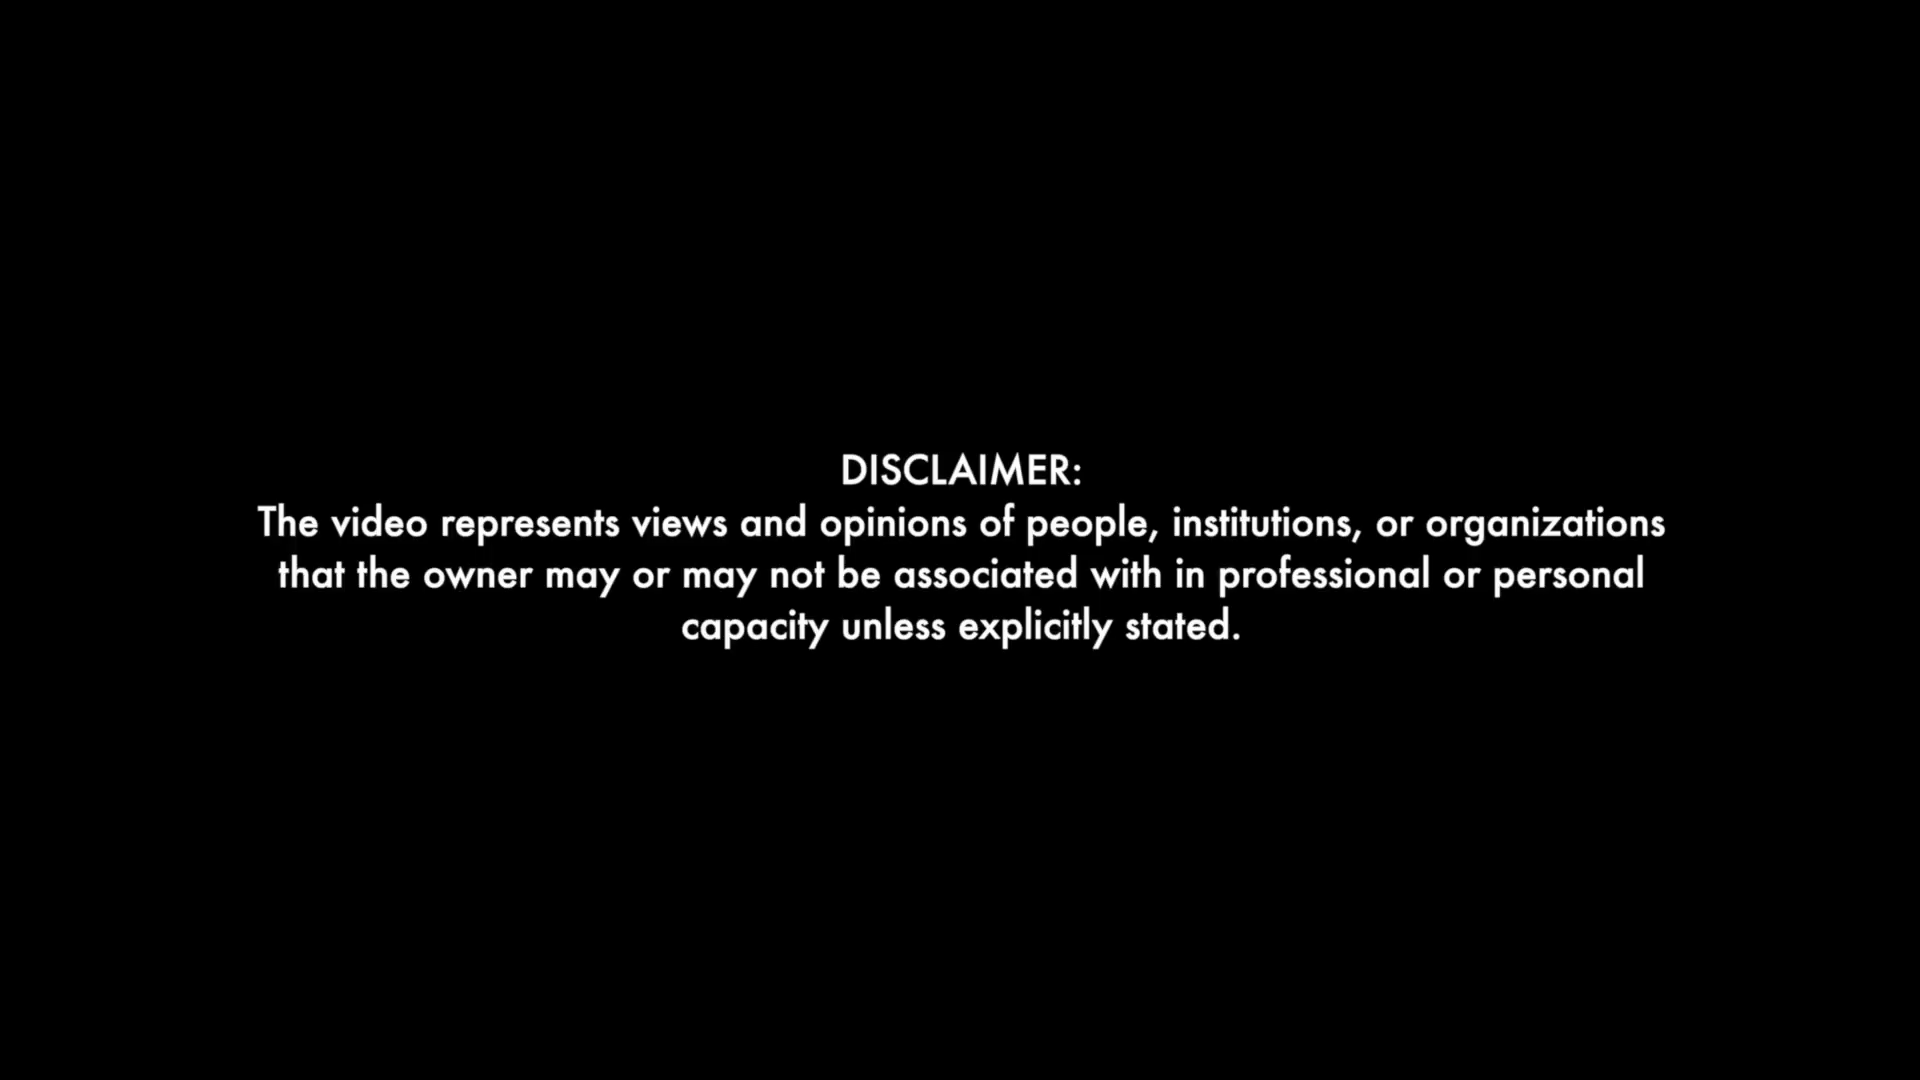 DISCLAIMER:
The video represents views and opinions of people, institutions, or organizations
that the owner may or may not be associated with in professional or personal
capacity unless explicitly stated.